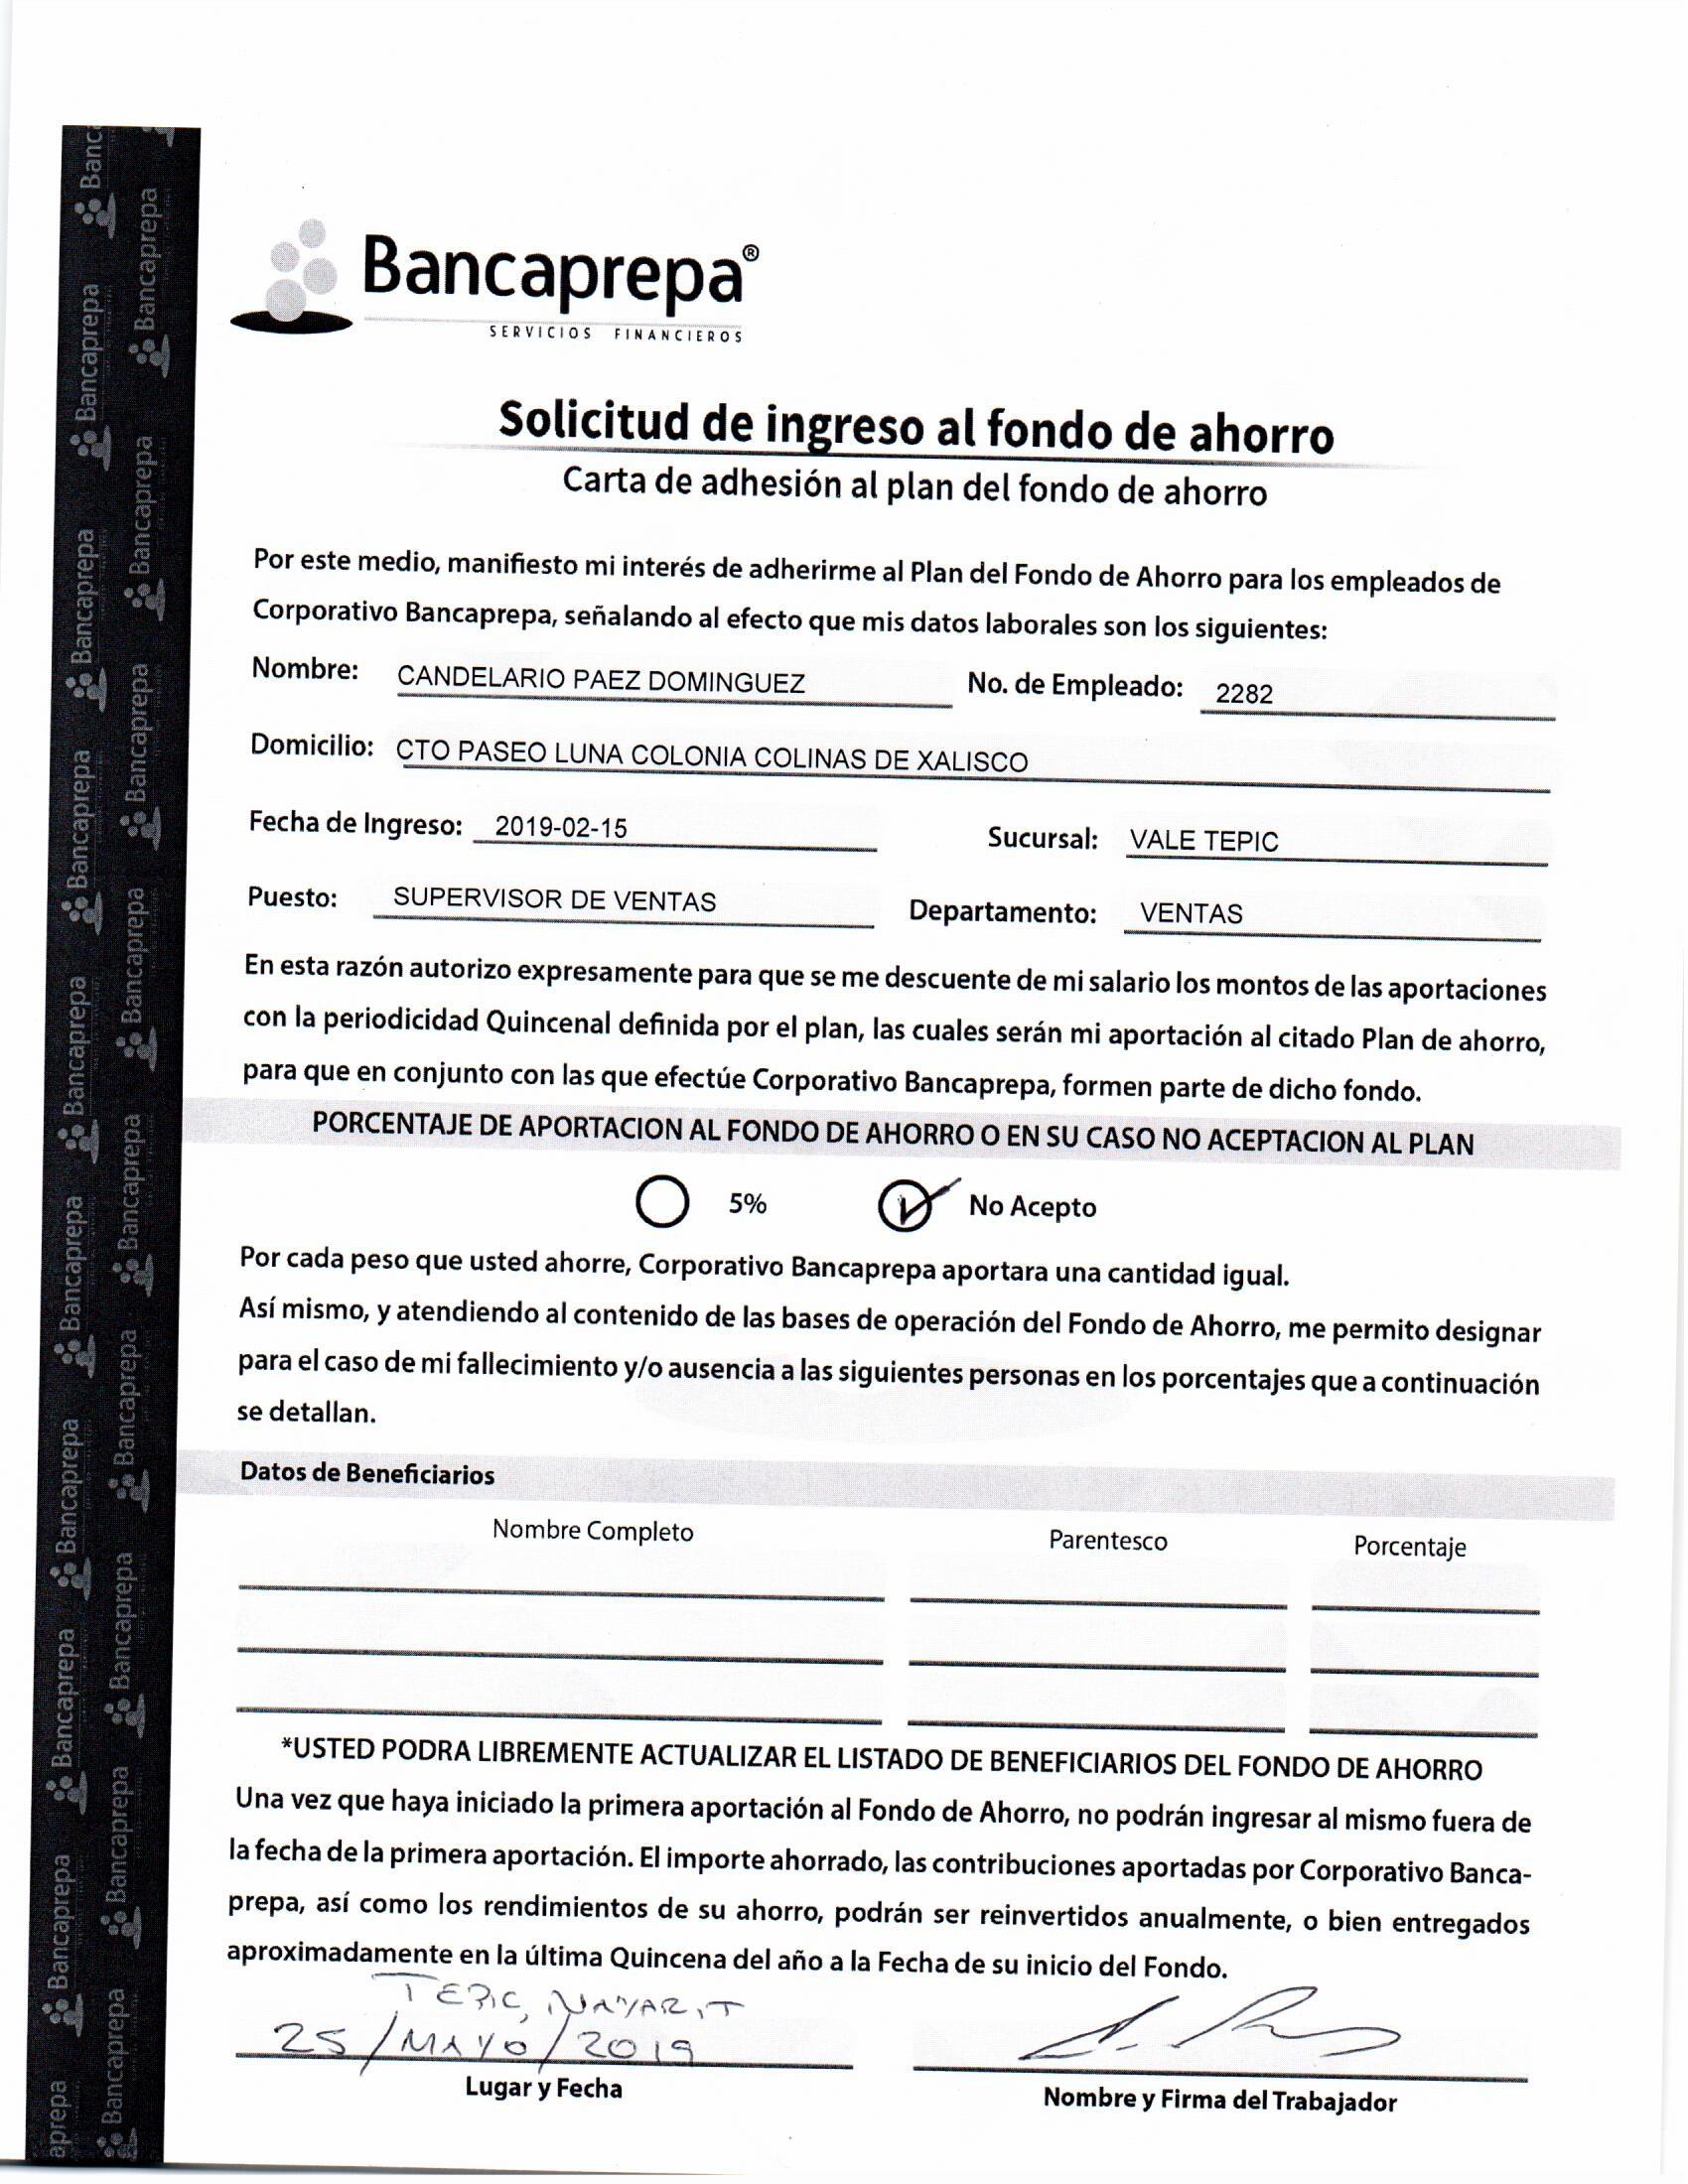 Bancaprepa®
SERVICIOS FINANCIEROS
Solicitud de ingreso al fondo de ahorro
Carta de adhesión al plan del fondo de ahorro
Por este medio, manifiesto mi interés de adherirme al Plan del Fondo de Ahorro para los empleados de
Corporativo Bancaprepa, señalando al efecto que mis datos laborales son los siguientes:
Nombre: CANDELARIO PAEZ DOMINGUEZ No. de Empleado: 2282
Domicilio: CTO PASEO LUNA COLONIA COLINAS DE XALISCO
Fecha de Ingreso: 2019-02-15 Sucursal: VALE TEPIC
Puesto: SUPERVISOR DE VENTAS Departamento: VENTAS
En esta razón autorizo expresamente para que se me descuente de mi salario los montos de las aportaciones
con la periodicidad Quincenal definida por el plan, las cuales serán mi aportación al citado Plan de ahorro,
para que en conjunto con las que efectúe Corporativo Bancaprepa, formen parte de dicho fondo.
PORCENTAJE DE APORTACION AL FONDO DE AHORRO O EN SU CASO NO ACEPTACION AL PLAN
5% No Acepto
Por cada peso que usted ahorre, Corporativo Bancaprepa aportara una cantidad igual.
Así mismo, y atendiendo al contenido de las bases de operación del Fondo de Ahorro, me permito designar
para el caso de mi fallecimiento y/o ausencia a las siguientes personas en los porcentajes que a continuación
se detallan.
Datos de Beneficiarios
Nombre Completo Parentesco Porcentaje
*USTED PODRA LIBREMENTE ACTUALIZAR EL LISTADO DE BENEFICIARIOS DEL FONDO DE AHORRO
Una vez que haya iniciado la primera aportación al Fondo de Ahorro, no podrán ingresar al mismo fuera de
la fecha de la primera aportación. El importe ahorrado, las contribuciones aportadas por Corporativo Banca-
prepa, así como los rendimientos de su ahorro, podrán ser reinvertidos anualmente, o bien entregados
aproximadamente en la última Quincena del año a la Fecha de su inicio del Fondo.
TEPIC, NAYARIT
25/MAYO/2019
Lugar y Fecha
Nombre y Firma del Trabajador